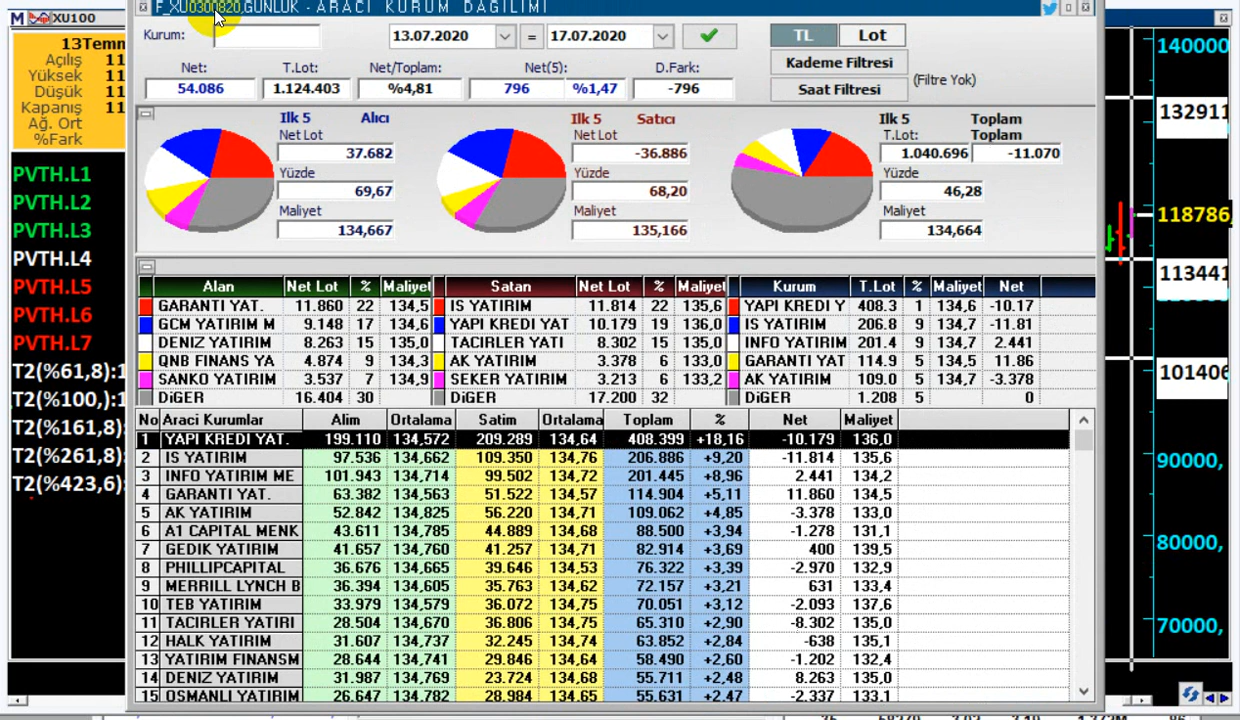 F_XU0300820,GÜNLÜK - ARACI KURUM DAĞILIMI
M XU100
13Temm
Açılış 11
Yüksek 11
Düşük 11
Kapanış 11
Ağ. Ort
%Fark
PVTH.L1
PVTH.L2
PVTH.L3
PVTH.L4
PVTH.L5
PVTH.L6
PVTH.L7
T2(%61,8):1
T2(%100,):1
T2(%161,8):
T2(%261,8):
T2(%423,6):
Kurum: 13.07.2020 = 17.07.2020 TL Lot
Kademe Filtresi
Saat Filtresi (Filtre Yok)
Net: T.Lot: Net/Toplam: Net(5): D.Fark:
54.086 1.124.403 %4,81 796 %1,47 -796
Ilk 5 Alıcı
Net Lot
37.682
Yüzde
69,67
Maliyet
134,667
Ilk 5 Satıcı
Net Lot
-36.886
Yüzde
68,20
Maliyet
135,166
Ilk 5 Toplam
T.Lot: Toplam
1.040.696 -11.070
Yüzde
46,28
Maliyet
134,664
Alan Net Lot % Maliyet Satan Net Lot % Maliyet Kurum T.Lot % Maliyet Net
GARANTI YAT. 11.860 22 134,5 IS YATIRIM 11.814 22 135,6 YAPI KREDI Y 408.3 1 134,6 -10.17
GCM YATIRIM M 9.148 17 134,6 YAPI KREDI YAT 10.179 19 136,0 IS YATIRIM 206.8 9 134,7 -11.81
DENIZ YATIRIM 8.263 15 135,0 TACIRLER YATI 8.302 15 135,0 INFO YATIRIM 201.4 9 134,7 2.441
QNB FINANS YA 4.874 9 134,3 AK YATIRIM 3.378 6 133,0 GARANTI YAT 114.9 5 134,5 11.86
SANKO YATIRIM 3.537 7 134,9 SEKER YATIRIM 3.213 6 133,2 AK YATIRIM 109.0 5 134,7 -3.378
DiGER 16.404 30 DiGER 17.200 32 DiGER 1.208 5 0
No Araci Kurumlar Alim Ortalama Satim Ortalama Toplam % Net Maliyet
1 YAPI KREDI YAT. 199.110 134,572 209.289 134,64 408.399 +18,16 -10.179 136,0
2 IS YATIRIM 97.536 134,662 109.350 134,76 206.886 +9,20 -11.814 135,6
3 INFO YATIRIM ME 101.943 134,714 99.502 134,72 201.445 +8,96 2.441 134,2
4 GARANTI YAT. 63.382 134,563 51.522 134,57 114.904 +5,11 11.860 134,5
5 AK YATIRIM 52.842 134,825 56.220 134,71 109.062 +4,85 -3.378 133,0
6 A1 CAPITAL MENK 43.611 134,785 44.889 134,68 88.500 +3,94 -1.278 131,1
7 GEDIK YATIRIM 41.657 134,760 41.257 134,71 82.914 +3,69 400 139,5
8 PHILLIPCAPITAL 36.676 134,665 39.646 134,53 76.322 +3,39 -2.970 132,9
9 MERRILL LYNCH B 36.394 134,605 35.763 134,62 72.157 +3,21 631 133,4
10 TEB YATIRIM 33.979 134,579 36.072 134,75 70.051 +3,12 -2.093 137,6
11 TACIRLER YATIRI 28.504 134,670 36.806 134,75 65.310 +2,90 -8.302 135,0
12 HALK YATIRIM 31.607 134,737 32.245 134,74 63.852 +2,84 -638 135,1
13 YATIRIM FINANSM 28.644 134,741 29.846 134,64 58.490 +2,60 -1.202 132,4
14 DENIZ YATIRIM 31.987 134,769 23.724 134,68 55.711 +2,48 8.263 135,0
15 OSMANLI YATIRIM 26.647 134,782 28.984 134,65 55.631 +2,47 -2.337 133,1
140000
132911
118786,
113441
101406
90000,
80000,
70000,